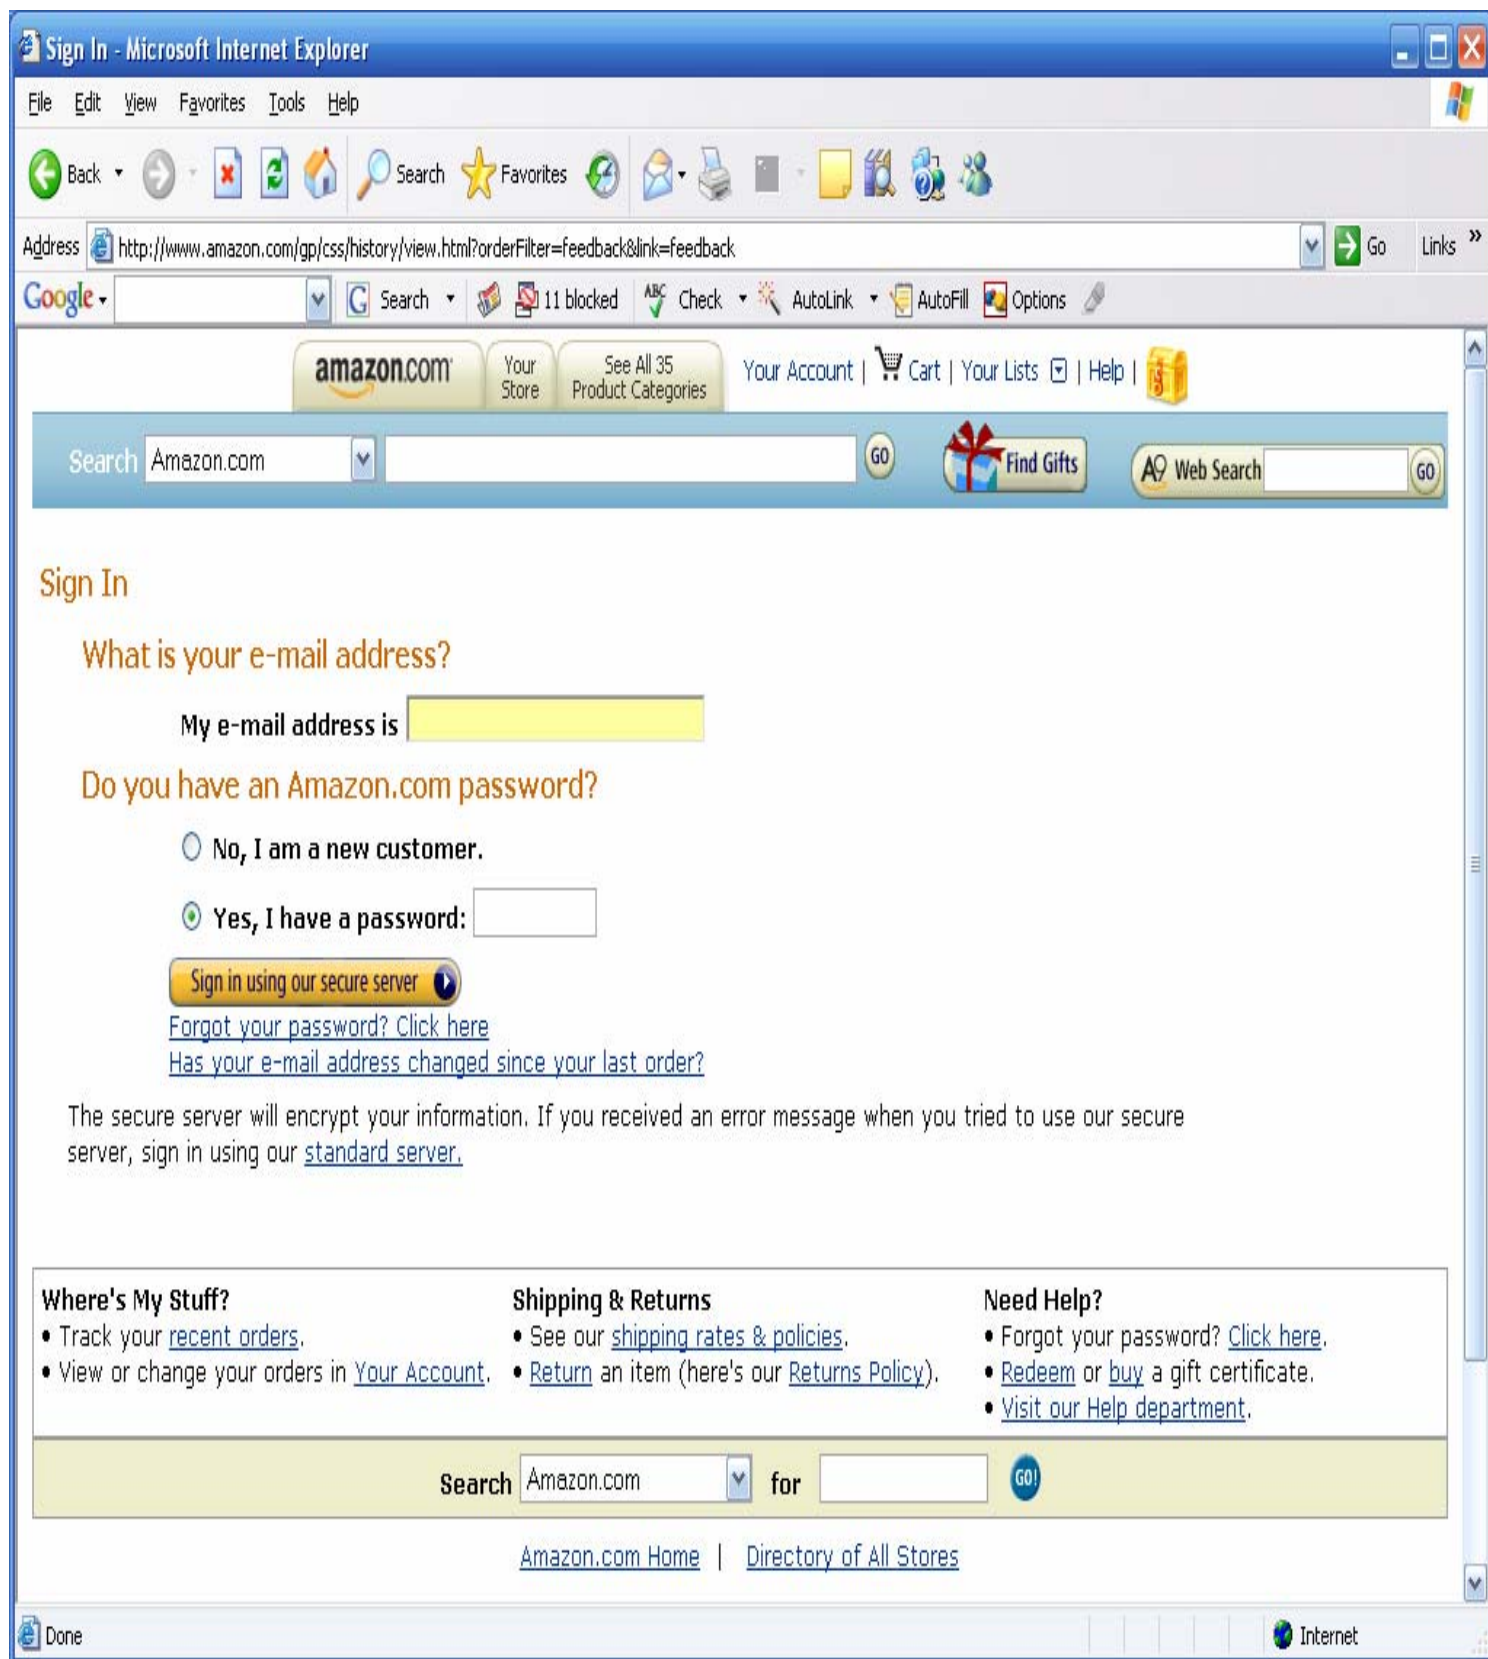 Sign In - Microsoft Internet Explorer
File Edit View Favorites Tools Help
Back Search Favorites
Address http://www.amazon.com/gp/css/history/view.html?orderFilter=feedback&link=feedback Go Links »
Google G Search 11 blocked ABC Check AutoLink AutoFill Options
amazon.com Your Store See All 35 Product Categories Your Account | Cart | Your Lists | Help |
Search Amazon.com GO Find Gifts A9 Web Search GO
Sign In
What is your e-mail address?
My e-mail address is
Do you have an Amazon.com password?
No, I am a new customer.
Yes, I have a password:
Sign in using our secure server
Forgot your password? Click here
Has your e-mail address changed since your last order?
The secure server will encrypt your information. If you received an error message when you tried to use our secure
server, sign in using our standard server.
Where's My Stuff? Shipping & Returns Need Help?
• Track your recent orders. • See our shipping rates & policies. • Forgot your password? Click here.
• View or change your orders in Your Account. • Return an item (here's our Returns Policy). • Redeem or buy a gift certificate.
• Visit our Help department.
Search Amazon.com for GO!
Amazon.com Home | Directory of All Stores
Done Internet